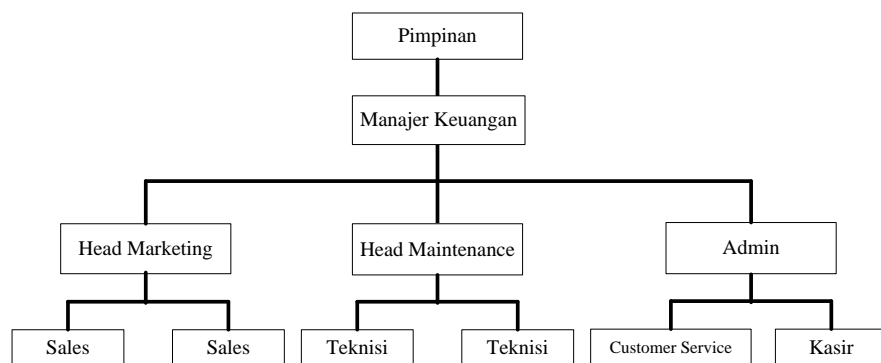 Pimpinan
Manajer Keuangan
Head Marketing
Head Maintenance
Admin
Sales
Sales
Teknisi
Teknisi
Customer Service
Kasir